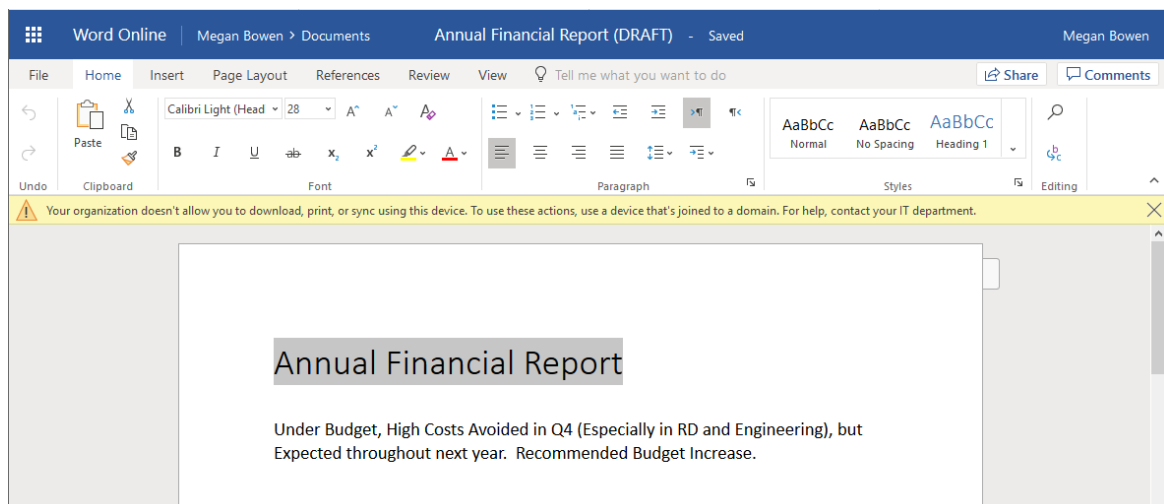 Word Online Megan Bowen > Documents Annual Financial Report (DRAFT) - Saved Megan Bowen
File Home Insert Page Layout References Review View Tell me what you want to do Share Comments
Calibri Light (Head 28
Paste
B I U ab x₂ x² A
AaBbCc AaBbCc AaBbCc
Normal No Spacing Heading 1
Undo Clipboard Font Paragraph Styles Editing
Your organization doesn't allow you to download, print, or sync using this device. To use these actions, use a device that's joined to a domain. For help, contact your IT department.
Annual Financial Report
Under Budget, High Costs Avoided in Q4 (Especially in RD and Engineering), but
Expected throughout next year. Recommended Budget Increase.